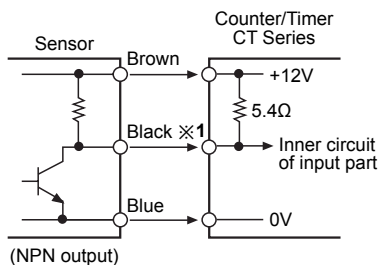 Counter/Timer
CT Series
Sensor
Brown
+12V
5.4Ω
Black ※1
Inner circuit
of input part
Blue
0V
(NPN output)